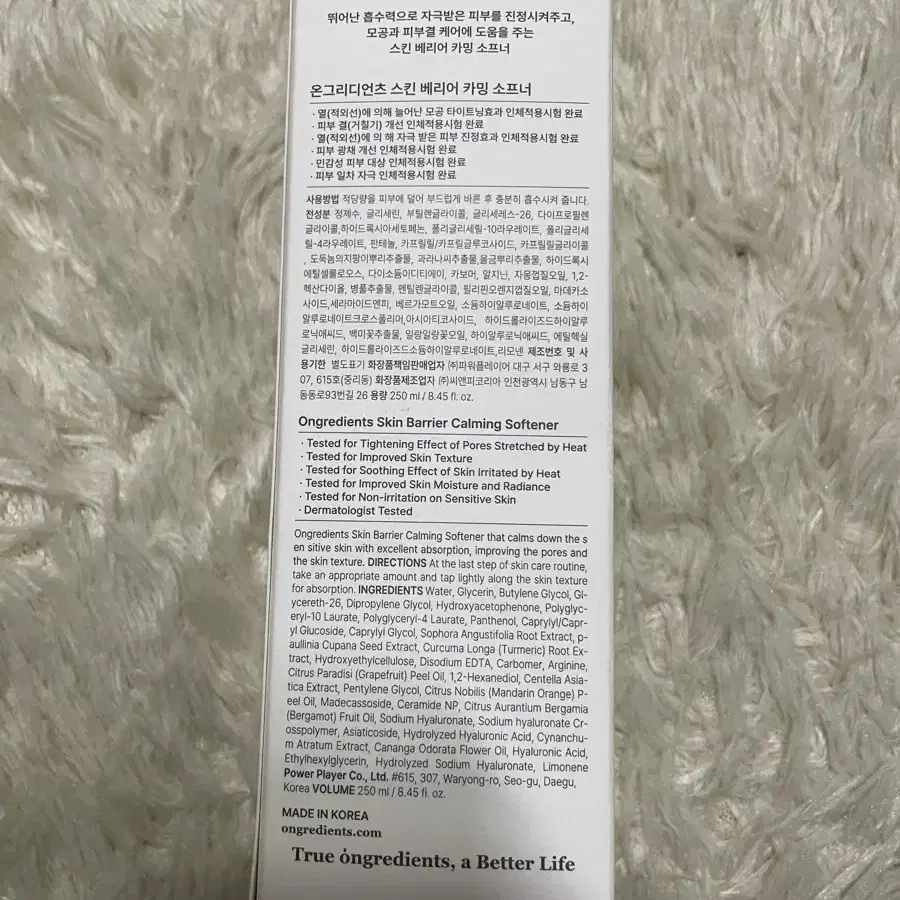 뛰어난 흡수력으로 자극받은 피부를 진정시켜주고,
모공과 피부결 케어에 도움을 주는
스킨 베리어 카밍 소프너
온그리디언츠 스킨 베리어 카밍 소프너
· 열(적외선)에 의해 늘어난 모공 타이트닝효과 인체적용시험 완료
· 피부 결(거칠기) 개선 인체적용시험 완료
· 열(적외선)에 의 해 자극 받은 피부 진정효과 인체적용시험 완료
· 피부 광채 개선 인체적용시험 완료
· 민감성 피부 대상 인체적용시험 완료
· 피부 일차 자극 인체적용시험 완료
사용방법 적당량을 피부에 덜어 부드럽게 바른 후 충분히 흡수시켜 줍니다.
전성분 정제수, 글리세린, 부틸렌글라이콜, 글리세레스-26, 다이프로필렌
글라이콜,하이드록시아세토페논, 폴리글리세릴-10라우레이트, 폴리글리세
릴-4라우레이트, 판테놀, 카프릴릴/카프릴글루코사이드, 카프릴릴글라이콜
, 도둑놈의지팡이뿌리추출물, 과라나씨추출물,울금뿌리추출물, 하이드록시
에틸셀룰로오스, 다이소듐이디티에이, 카보머, 알지닌, 자몽껍질오일, 1,2-
헥산다이올, 병풀추출물, 펜틸렌글라이콜, 필리핀오렌지껍질오일, 마데카소
사이드,세라마이드엔피, 베르가모트오일, 소듐하이알루로네이트, 소듐하이
알루로네이트크로스폴리머,아시아티코사이드, 하이드롤라이즈드하이알루
로닉애씨드, 백미꽃추출물, 일랑일랑꽃오일, 하이알루로닉애씨드, 에틸헥실
글리세린, 하이드롤라이즈드소듐하이알루로네이트,리모넨 제조번호 및 사
용기한 별도표기 화장품책임판매업자 ㈜파워플레이어 대구 서구 와룡로 3
07, 615호(중리동) 화장품제조업자 ㈜씨앤피코리아 인천광역시 남동구 남
동동로93번길 26 용량 250 ml / 8.45 fl. oz.
Ongredients Skin Barrier Calming Softener
· Tested for Tightening Effect of Pores Stretched by Heat
· Tested for Improved Skin Texture
· Tested for Soothing Effect of Skin Irritated by Heat
· Tested for Improved Skin Moisture and Radiance
· Tested for Non-irritation on Sensitive Skin
· Dermatologist Tested
Ongredients Skin Barrier Calming Softener that calms down the s
en sitive skin with excellent absorption, improving the pores and
the skin texture. DIRECTIONS At the last step of skin care routine,
take an appropriate amount and tap lightly along the skin texture
for absorption. INGREDIENTS Water, Glycerin, Butylene Glycol, Gl-
ycereth-26, Dipropylene Glycol, Hydroxyacetophenone, Polyglyc-
eryl-10 Laurate, Polyglyceryl-4 Laurate, Panthenol, Caprylyl/Capr-
yl Glucoside, Caprylyl Glycol, Sophora Angustifolia Root Extract, p-
aullinia Cupana Seed Extract, Curcuma Longa (Turmeric) Root Ex-
tract, Hydroxyethylcellulose, Disodium EDTA, Carbomer, Arginine,
Citrus Paradisi (Grapefruit) Peel Oil, 1,2-Hexanediol, Centella Asia-
tica Extract, Pentylene Glycol, Citrus Nobilis (Mandarin Orange) P-
eel Oil, Madecassoside, Ceramide NP, Citrus Aurantium Bergamia
(Bergamot) Fruit Oil, Sodium Hyaluronate, Sodium hyaluronate Cr-
osspolymer, Asiaticoside, Hydrolyzed Hyaluronic Acid, Cynanchu-
m Atratum Extract, Cananga Odorata Flower Oil, Hyaluronic Acid,
Ethylhexylglycerin, Hydrolyzed Sodium Hyaluronate, Limonene
Power Player Co., Ltd. #615, 307, Waryong-ro, Seo-gu, Daegu,
Korea VOLUME 250 ml / 8.45 fl. oz.
MADE IN KOREA
ongredients.com
True ongredients, a Better Life